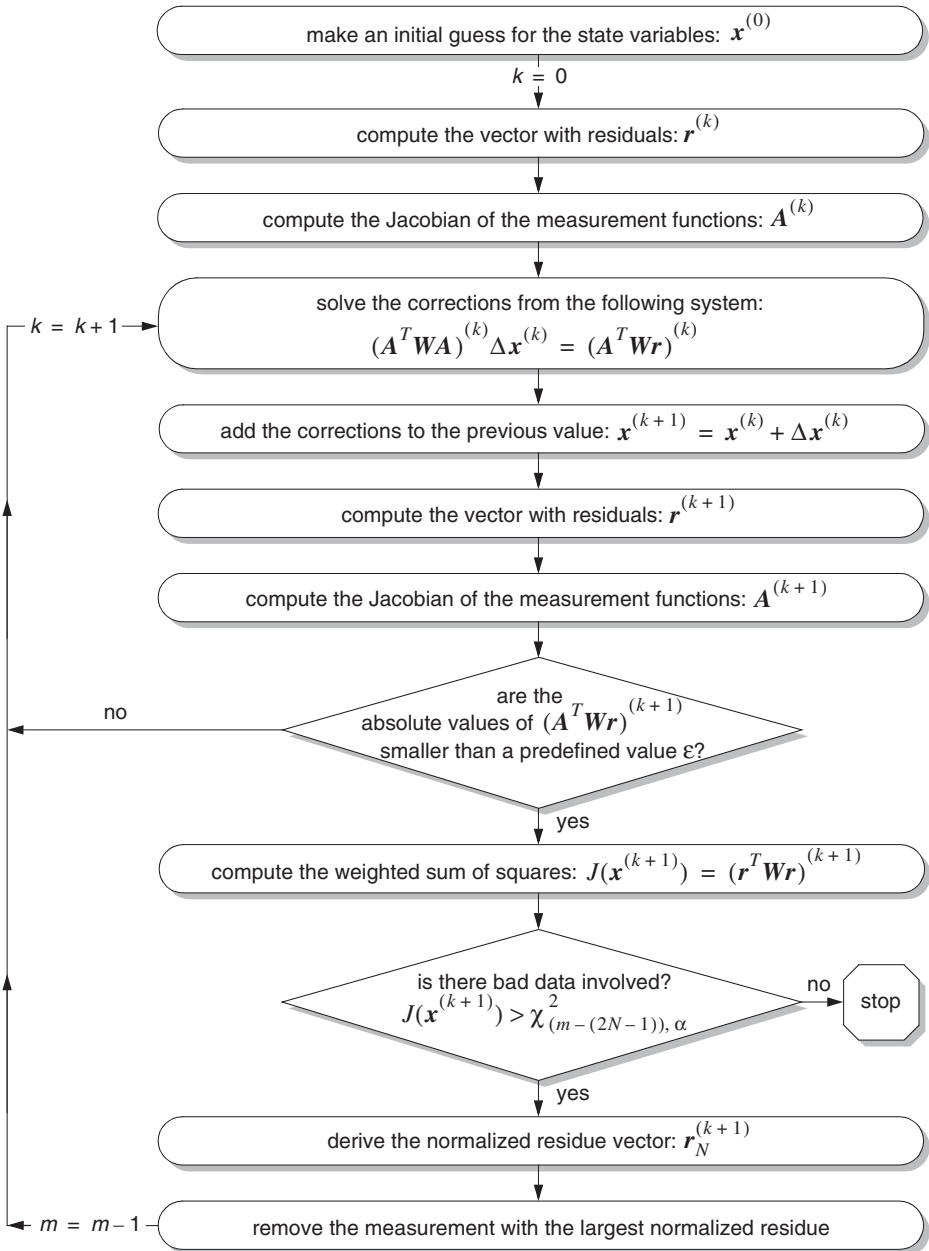 make an initial guess for the state variables: x^(0)
k = 0
compute the vector with residuals: r^(k)
compute the Jacobian of the measurement functions: A^(k)
solve the corrections from the following system:
k = k+1
(A^T WA)^(k) Δx^(k) = (A^T Wr)^(k)
add the corrections to the previous value: x^(k+1) = x^(k) + Δx^(k)
compute the vector with residuals: r^(k+1)
compute the Jacobian of the measurement functions: A^(k+1)
are the
absolute values of (A^T Wr)^(k+1)
smaller than a predefined value ε?
no
yes
compute the weighted sum of squares: J(x^(k+1)) = (r^T Wr)^(k+1)
is there bad data involved?
J(x^(k+1)) > χ^2_(m-(2N-1)), α
no
stop
yes
derive the normalized residue vector: r_N^(k+1)
m = m-1
remove the measurement with the largest normalized residue